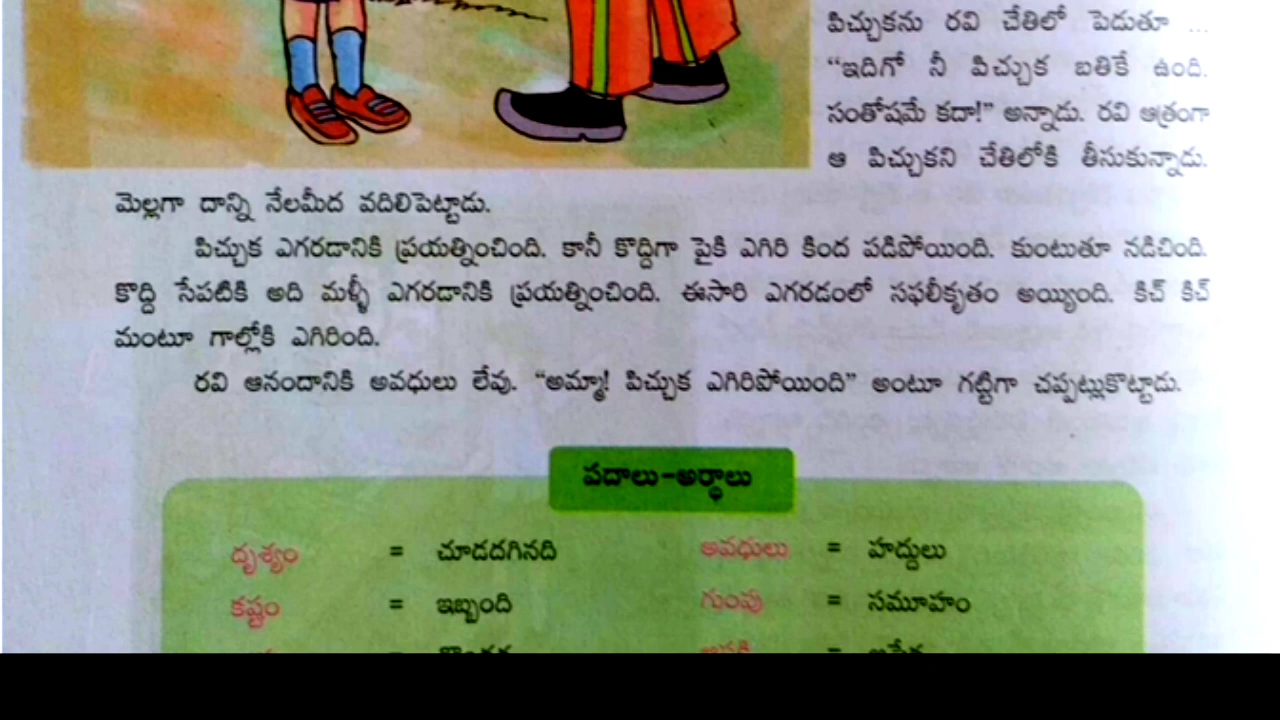 పిచ్చుకను రవి చేతిలో పెడుతూ ...
“ఇదిగో నీ పిచ్చుక బతికే ఉంది.
సంతోషమే కదా!” అన్నాడు. రవి ఆత్రంగా
ఆ పిచ్చుకని చేతిలోకి తీసుకున్నాడు.
మెల్లగా దాన్ని నేలమీద వదిలిపెట్టాడు.
పిచ్చుక ఎగరడానికి ప్రయత్నించింది. కానీ కొద్దిగా పైకి ఎగిరి కింద పడిపోయింది. కుంటుతూ నడిచింది.
కొద్ది సేపటికి అది మళ్ళీ ఎగరడానికి ప్రయత్నించింది. ఈసారి ఎగరడంలో సఫలీకృతం అయ్యింది. కిచ్ కిచ్
మంటూ గాల్లోకి ఎగిరింది.
రవి ఆనందానికి అవధులు లేవు. “అమ్మా! పిచ్చుక ఎగిరిపోయింది” అంటూ గట్టిగా చప్పట్లుకొట్టాడు.
పదాలు-అర్థాలు
దృశ్యం = చూడదగినది అవధులు = హద్దులు
కష్టం = ఇబ్బంది గుంపు = సమూహం